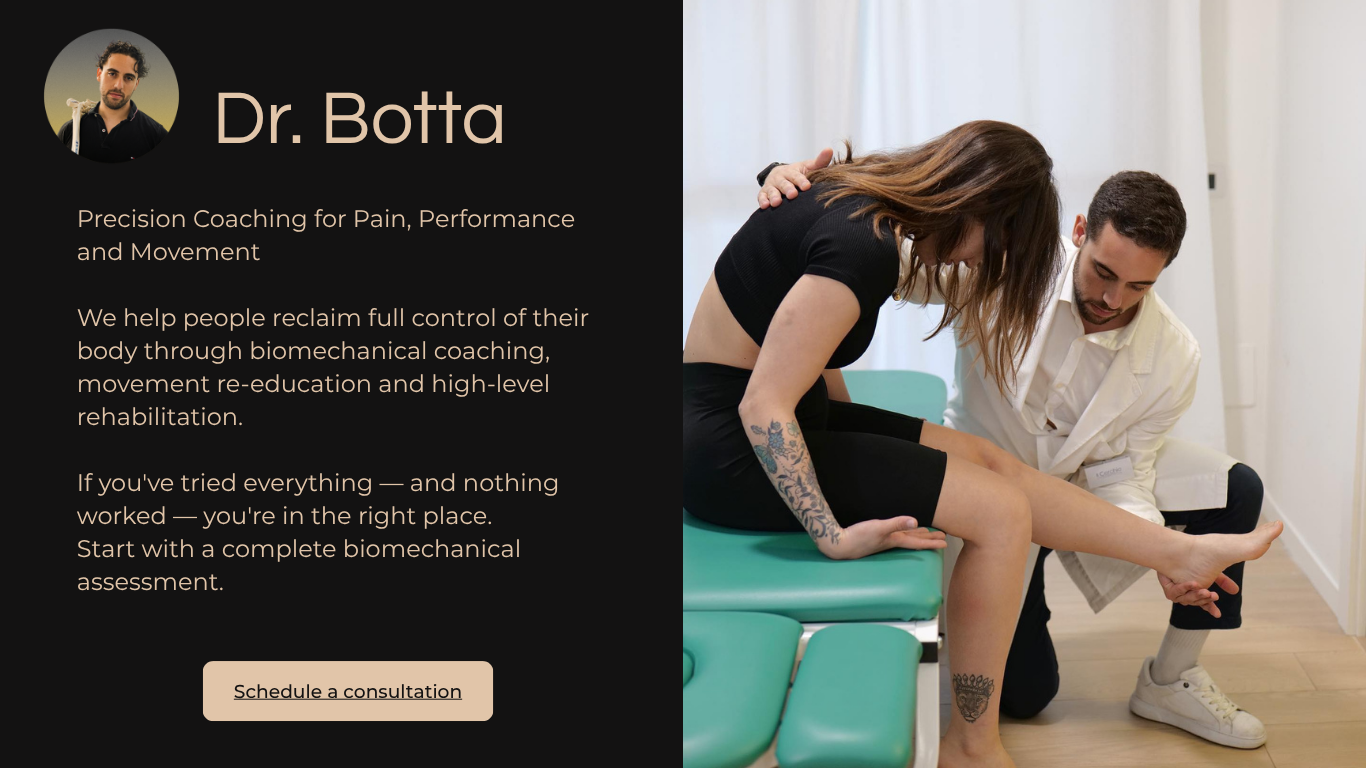 Dr. Botta
Precision Coaching for Pain, Performance
and Movement
We help people reclaim full control of their
body through biomechanical coaching,
movement re-education and high-level
rehabilitation.
If you've tried everything — and nothing
worked — you're in the right place.
Start with a complete biomechanical
assessment.
Schedule a consultation